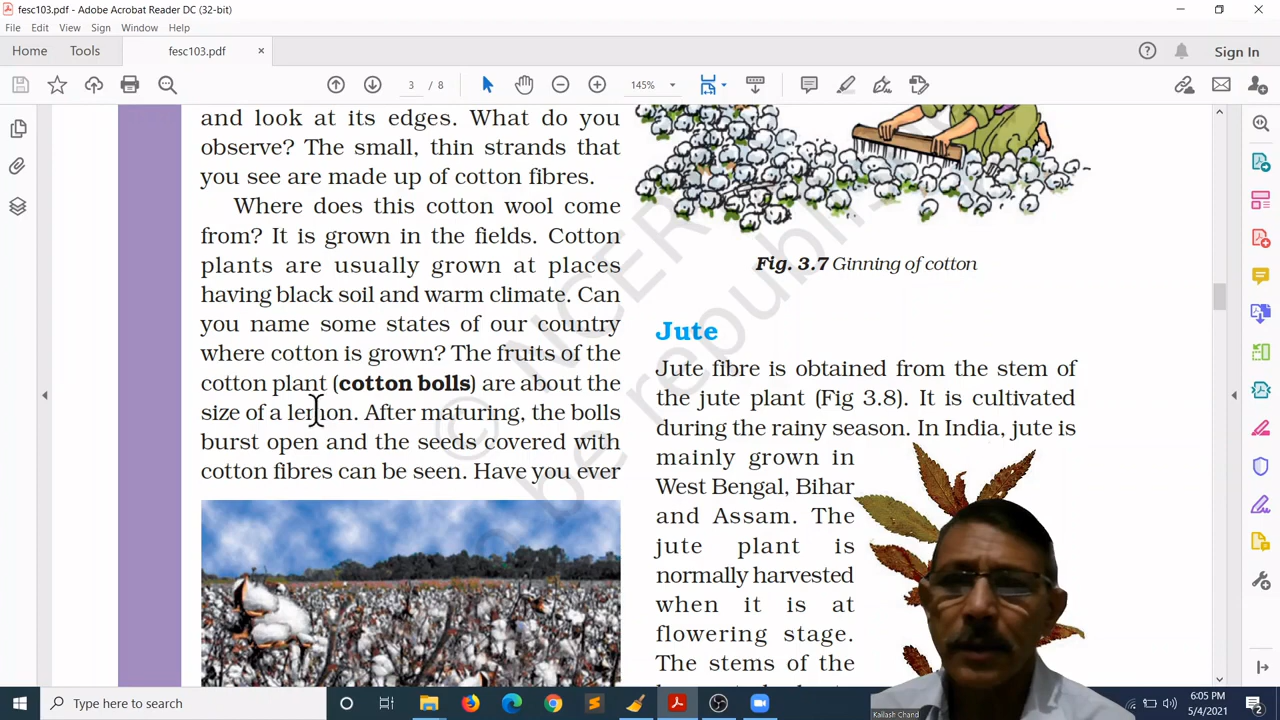 fesc103.pdf - Adobe Acrobat Reader DC (32-bit)
File Edit View Sign Window Help
Home Tools fesc103.pdf × Sign In
3 / 8 145%
and look at its edges. What do you
observe? The small, thin strands that
you see are made up of cotton fibres.
Where does this cotton wool come
from? It is grown in the fields. Cotton
plants are usually grown at places
having black soil and warm climate. Can
you name some states of our country
where cotton is grown? The fruits of the
cotton plant (cotton bolls) are about the
size of a lemon. After maturing, the bolls
burst open and the seeds covered with
cotton fibres can be seen. Have you ever
Fig. 3.7 Ginning of cotton
Jute
Jute fibre is obtained from the stem of
the jute plant (Fig 3.8). It is cultivated
during the rainy season. In India, jute is
mainly grown in
West Bengal, Bihar
and Assam. The
jute plant is
normally harvested
when it is at
flowering stage.
The stems of the
© NCERT
be republi
Kailash Chand
Type here to search
6:05 PM
5/4/2021
2